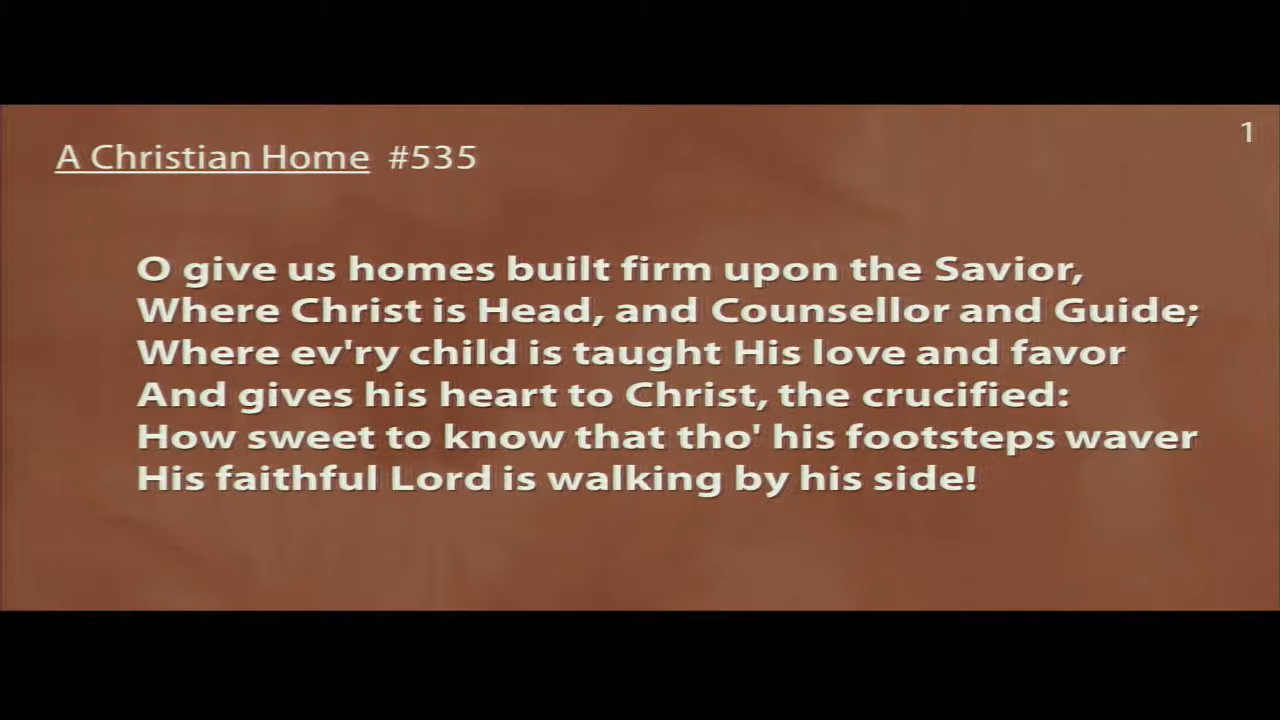 A Christian Home #535
1
O give us homes built firm upon the Savior,
Where Christ is Head, and Counsellor and Guide;
Where ev'ry child is taught His love and favor
And gives his heart to Christ, the crucified:
How sweet to know that tho' his footsteps waver
His faithful Lord is walking by his side!